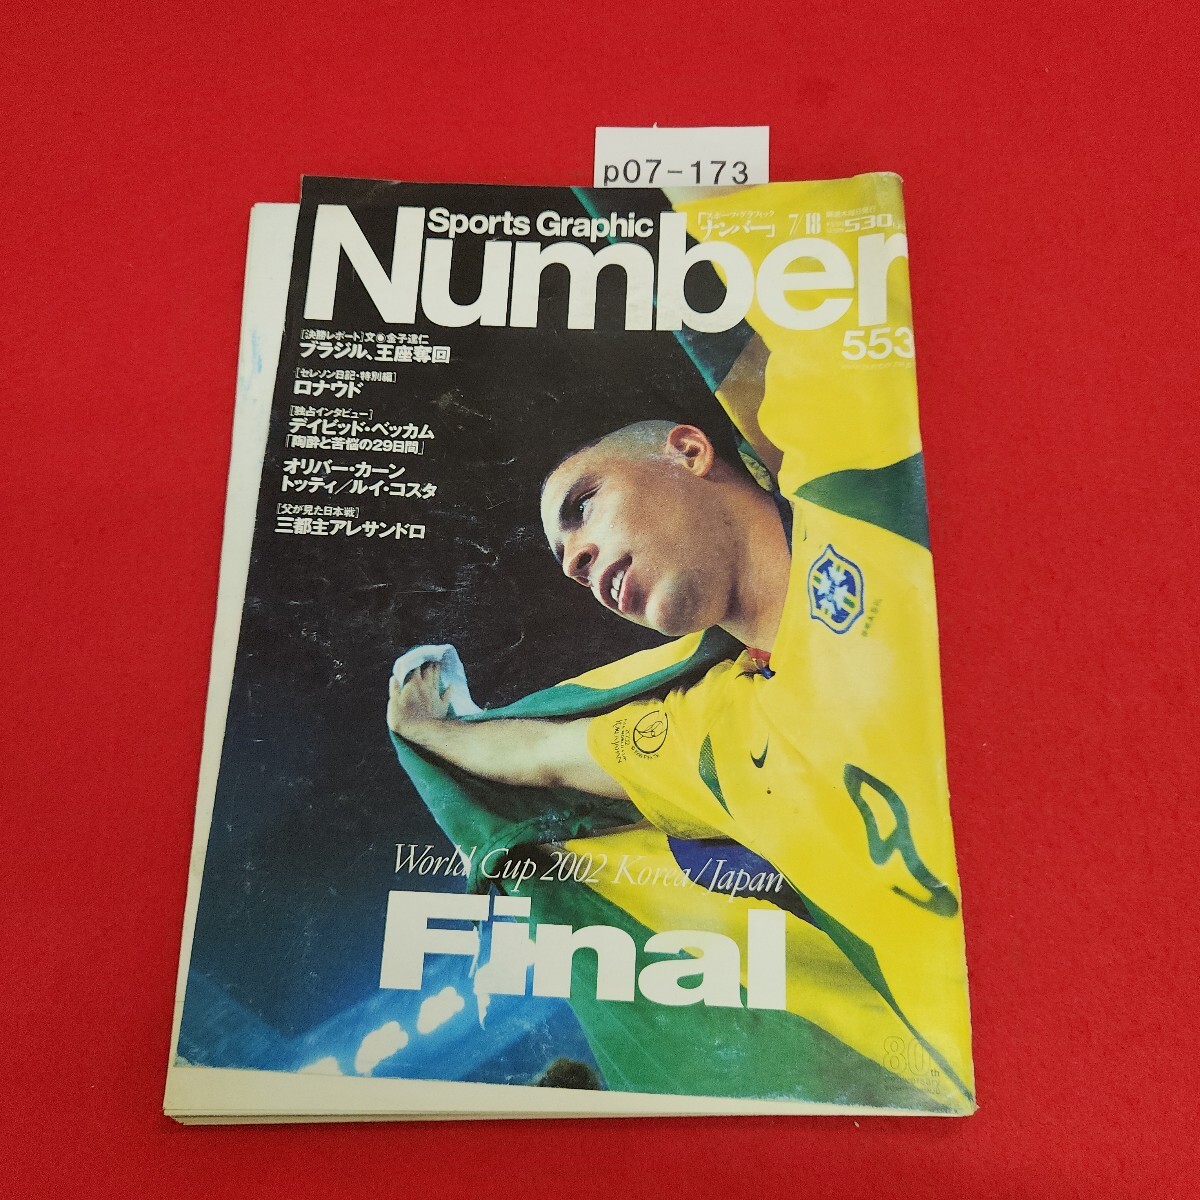 p07-173
Sports Graphic
Number
「スポーツ・グラフィック
ナンバー」 7/18
530
553
[決勝レポート]文◉金子達仁
ブラジル、王座奪回
[セレソン日記・特別編]
ロナウド
[独占インタビュー]
デイビッド・ベッカム
「陶酔と苦悩の29日間」
オリバー・カーン
トッティ/ルイ・コスタ
[父が見た日本戦]
三都主アレサンドロ
BRASIL
9
World Cup 2002 Korea/Japan
Final
80th